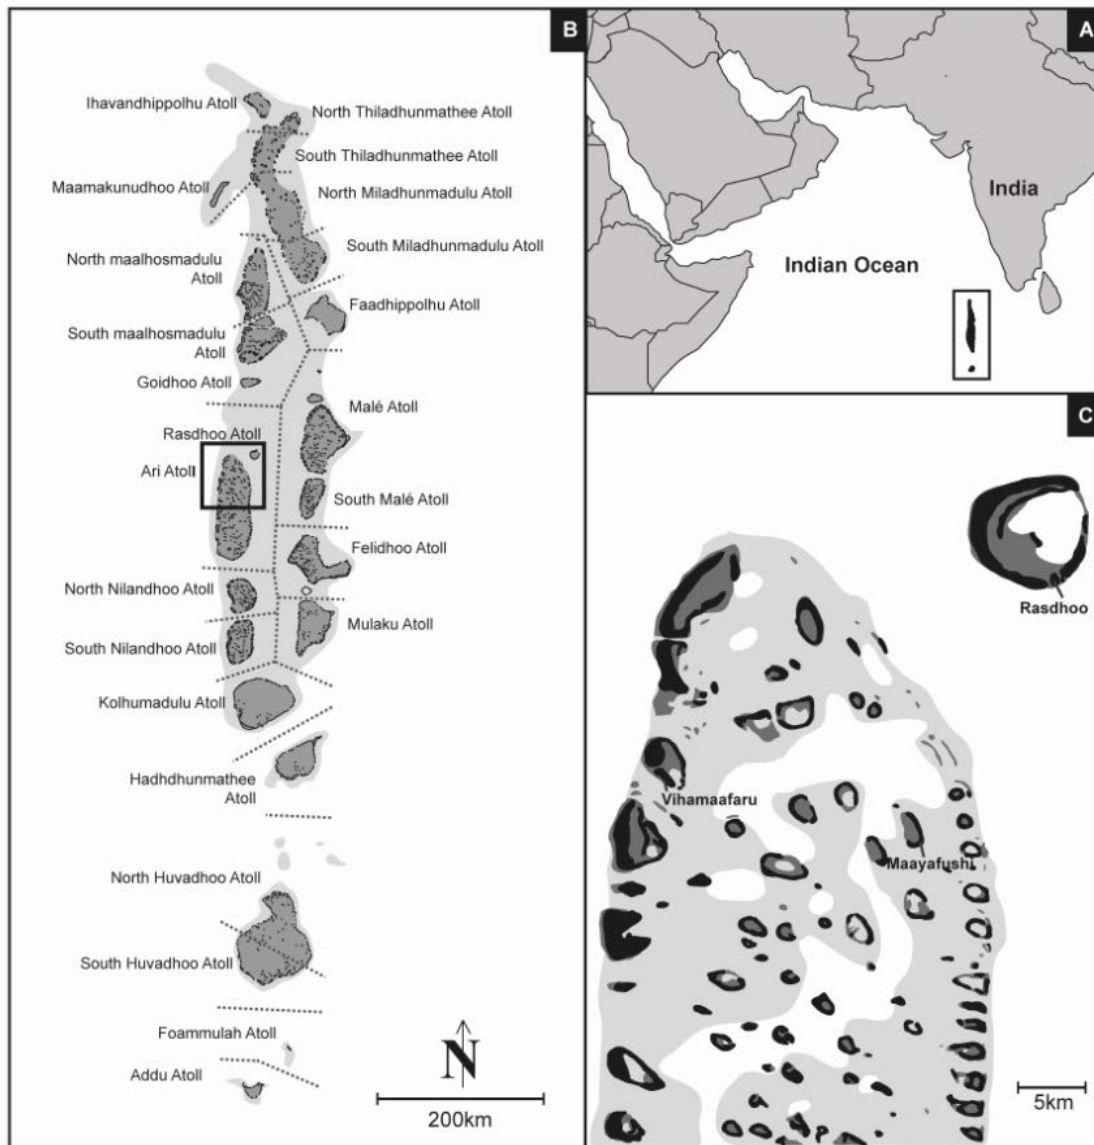 B
Ihavandhippolhu Atoll
North Thiladhunmathee Atoll
South Thiladhunmathee Atoll
Maamakunudhoo Atoll
North Miladhunmadulu Atoll
South Miladhunmadulu Atoll
North maalhosmadulu
Atoll
Faadhippolhu Atoll
South maalhosmadulu
Atoll
Goidhoo Atoll
Malé Atoll
Rasdhoo Atoll
Ari Atoll
South Malé Atoll
Felidhoo Atoll
North Nilandhoo Atoll
Mulaku Atoll
South Nilandhoo Atoll
Kolhumadulu Atoll
Hadhdhunmathee
Atoll
North Huvadhoo Atoll
South Huvadhoo Atoll
Foammulah Atoll
Addu Atoll
N
200km
A
India
Indian Ocean
C
Rasdhoo
Vihamaafaru
Maayafushi
5km